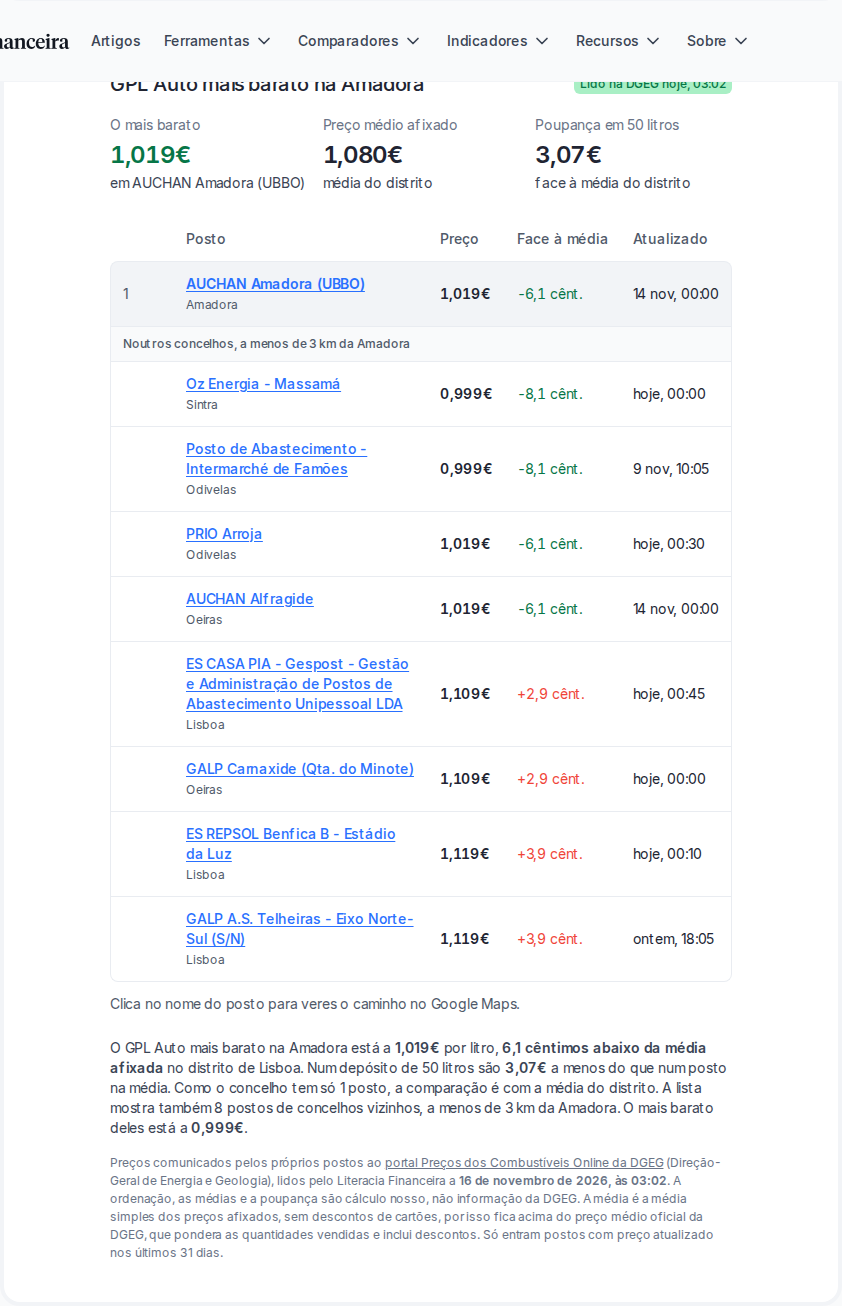 nanceira Artigos Ferramentas Comparadores Indicadores Recursos Sobre
GPL Auto mais barato na Amadora Lido na DGEG hoje, 03:02
O mais barato Preço médio afixado Poupança em 50 litros
1,019€ 1,080€ 3,07€
em AUCHAN Amadora (UBBO) média do distrito face à média do distrito
Posto Preço Face à média Atualizado
1 AUCHAN Amadora (UBBO) 1,019€ -6,1 cênt. 14 nov, 00:00
Amadora
Noutros concelhos, a menos de 3 km da Amadora
Oz Energia - Massamá 0,999€ -8,1 cênt. hoje, 00:00
Sintra
Posto de Abastecimento -
Intermarché de Famões 0,999€ -8,1 cênt. 9 nov, 10:05
Odivelas
PRIO Arroja 1,019€ -6,1 cênt. hoje, 00:30
Odivelas
AUCHAN Alfragide 1,019€ -6,1 cênt. 14 nov, 00:00
Oeiras
ES CASA PIA - Gespost - Gestão
e Administração de Postos de 1,109€ +2,9 cênt. hoje, 00:45
Abastecimento Unipessoal LDA
Lisboa
GALP Carnaxide (Qta. do Minote) 1,109€ +2,9 cênt. hoje, 00:00
Oeiras
ES REPSOL Benfica B - Estádio
da Luz 1,119€ +3,9 cênt. hoje, 00:10
Lisboa
GALP A.S. Telheiras - Eixo Norte-
Sul (S/N) 1,119€ +3,9 cênt. ontem, 18:05
Lisboa
Clica no nome do posto para veres o caminho no Google Maps.
O GPL Auto mais barato na Amadora está a 1,019€ por litro, 6,1 cêntimos abaixo da média
afixada no distrito de Lisboa. Num depósito de 50 litros são 3,07€ a menos do que num posto
na média. Como o concelho tem só 1 posto, a comparação é com a média do distrito. A lista
mostra também 8 postos de concelhos vizinhos, a menos de 3 km da Amadora. O mais barato
deles está a 0,999€.
Preços comunicados pelos próprios postos ao portal Preços dos Combustíveis Online da DGEG (Direção-
Geral de Energia e Geologia), lidos pelo Literacia Financeira a 16 de novembro de 2026, às 03:02. A
ordenação, as médias e a poupança são cálculo nosso, não informação da DGEG. A média é a média
simples dos preços afixados, sem descontos de cartões, por isso fica acima do preço médio oficial da
DGEG, que pondera as quantidades vendidas e inclui descontos. Só entram postos com preço atualizado
nos últimos 31 dias.